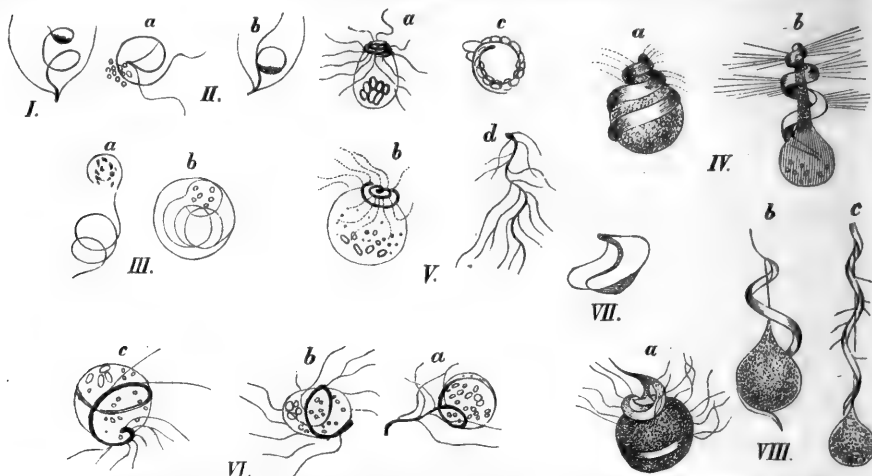 a b a c a b
I. II. IV.
a b b d
III. V. VII. b c
c b a a
VI. VIII.